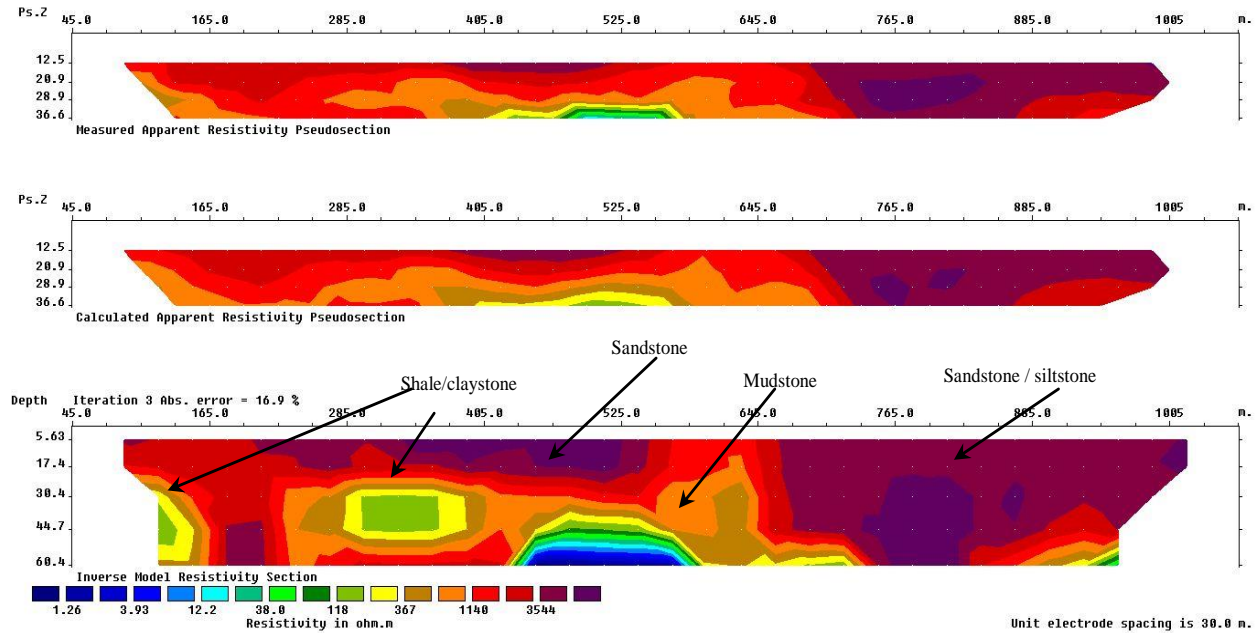 Ps.Z 45.0 165.0 285.0 405.0 525.0 645.0 765.0 885.0 1005 m.
12.5
20.9
28.9
36.6
Measured Apparent Resistivity Pseudosection
Ps.Z 45.0 165.0 285.0 405.0 525.0 645.0 765.0 885.0 1005 m.
12.5
20.9
28.9
36.6
Calculated Apparent Resistivity Pseudosection
Sandstone
Shale/claystone
Mudstone
Sandstone / siltstone
Depth Iteration 3 Abs. error = 16.9 %
45.0 165.0 285.0 405.0 525.0 645.0 765.0 885.0 1005 m.
5.63
17.4
30.4
44.7
60.4
Inverse Model Resistivity Section
1.26 3.93 12.2 38.0 118 367 1140 3544
Resistivity in ohm.m
Unit electrode spacing is 30.0 m.